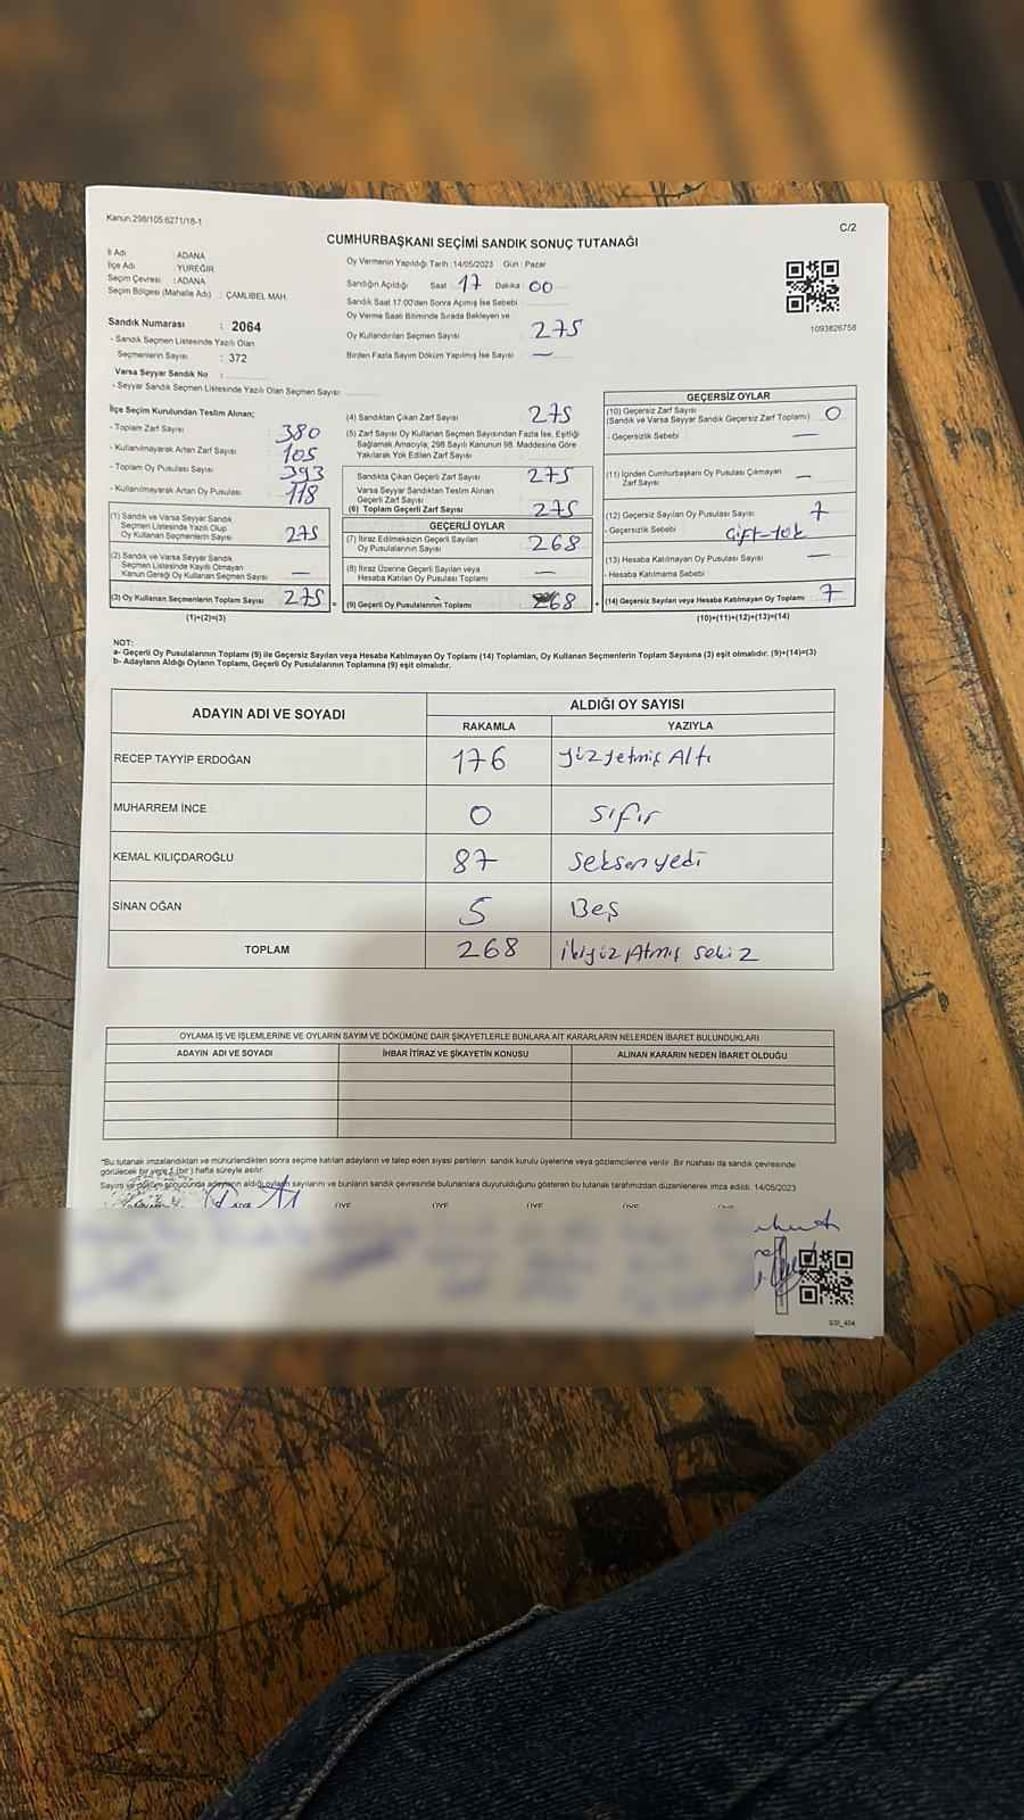 Kanun:298/105:6271/18-1
C/2
CUMHURBAŞKANI SEÇİMİ SANDIK SONUÇ TUTANAĞI
İl Adı : ADANA
İlçe Adı : YÜREĞİR
Seçim Çevresi : ADANA
Seçim Bölgesi (Mahalle Adı) : ÇAMLIBEL MAH.
Sandık Numarası : 2064
- Sandık Seçmen Listesinde Yazılı Olan
Seçmenlerin Sayısı : 372
Varsa Seyyar Sandık No :
- Seyyar Sandık Seçmen Listesinde Yazılı Olan Seçmen Sayısı:
Oy Vermenin Yapıldığı Tarih :14/05/2023 Gün : Pazar
Sandığın Açıldığı Saat 17 Dakika 00
Sandık Saat 17:00'den Sonra Açılmış İse Sebebi
Oy Verme Saati Bitiminde Sırada Bekleyen ve
Oy Kullandırılan Seçmen Sayısı 275
Birden Fazla Sayım Döküm Yapılmış İse Sayısı —
1093826758
İlçe Seçim Kurulundan Teslim Alınan;
- Toplam Zarf Sayısı 380
- Kullanılmayarak Artan Zarf Sayısı 105
- Toplam Oy Pusulası Sayısı 393
- Kullanılmayarak Artan Oy Pusulası 118
(1) Sandık ve Varsa Seyyar Sandık
Seçmen Listesinde Yazılı Olup
Oy Kullanan Seçmenlerin Sayısı 275
(2) Sandık ve Varsa Seyyar Sandık
Seçmen Listesinde Kayıtlı Olmayan
Kanun Gereği Oy Kullanan Seçmen Sayısı —
(3) Oy Kullanan Seçmenlerin Toplam Sayısı 275
(1)+(2)=(3)
(4) Sandıktan Çıkan Zarf Sayısı 275
(5) Zarf Sayısı Oy Kullanan Seçmen Sayısından Fazla İse, Eşitliği
Sağlamak Amacıyla, 298 Sayılı Kanunun 98. Maddesine Göre
Yakılarak Yok Edilen Zarf Sayısı
Sandıkta Çıkan Geçerli Zarf Sayısı 275
Varsa Seyyar Sandıktan Teslim Alınan
Geçerli Zarf Sayısı
(6) Toplam Geçerli Zarf Sayısı 275
GEÇERLİ OYLAR
(7) İtiraz Edilmeksizin Geçerli Sayılan
Oy Pusulalarının Sayısı 268
(8) İtiraz Üzerine Geçerli Sayılan veya
Hesaba Katılan Oy Pusulası Toplamı —
(9) Geçerli Oy Pusulalarının Toplamı 268
GEÇERSİZ OYLAR
(10) Geçersiz Zarf Sayısı 0
(Sandık ve Varsa Seyyar Sandık Geçersiz Zarf Toplamı)
- Geçersizlik Sebebi —
(11) İçinden Cumhurbaşkanı Oy Pusulası Çıkmayan
Zarf Sayısı —
(12) Geçersiz Sayılan Oy Pusulası Sayısı 7
- Geçersizlik Sebebi
(13) Hesaba Katılmayan Oy Pusulası Sayısı —
- Hesaba Katılmama Sebebi
(14) Geçersiz Sayılan veya Hesaba Katılmayan Oy Toplamı 7
(10)+(11)+(12)+(13)=(14)
NOT:
a- Geçerli Oy Pusulalarının Toplamı (9) ile Geçersiz Sayılan veya Hesaba Katılmayan Oy Toplamı (14) Toplamları, Oy Kullanan Seçmenlerin Toplam Sayısına (3) eşit olmalıdır. (9)+(14)=(3)
b- Adayların Aldığı Oyların Toplamı, Geçerli Oy Pusulalarının Toplamına (9) eşit olmalıdır.
ADAYIN ADI VE SOYADI
ALDIĞI OY SAYISI
RAKAMLA YAZIYLA
RECEP TAYYİP ERDOĞAN 176 yüzyetmiş Altı
MUHARREM İNCE 0 sıfır
KEMAL KILIÇDAROĞLU 87 seksenyedi
SİNAN OĞAN 5 Beş
TOPLAM 268 ikiyüz Atmış sekiz
OYLAMA İŞ VE İŞLEMLERİNE VE OYLARIN SAYIM VE DÖKÜMÜNE DAİR ŞİKAYETLERLE BUNLARA AİT KARARLARIN NELERDEN İBARET BULUNDUKLARI
ADAYIN ADI VE SOYADI İHBAR İTİRAZ VE ŞİKAYETİN KONUSU ALINAN KARARIN NEDEN İBARET OLDUĞU
"Bu tutanak imzalandıktan ve mühürlendikten sonra seçime katılan adayların ve talep eden siyasi partilerin sandık kurulu üyelerine veya gözlemcilerine verilir. Bir nüshası da sandık çevresinde
görülecek bir yere 1 (bir) hafta süreyle asılır.
Sayım ve döküm sonucunda adayların aldığı oyların sayılarını ve bunların sandık çevresinde bulunanlara duyurulduğunu gösteren bu tutanak tarafımızdan düzenlenerek imza edildi. 14/05/2023
ÜYE ÜYE ÜYE ÜYE